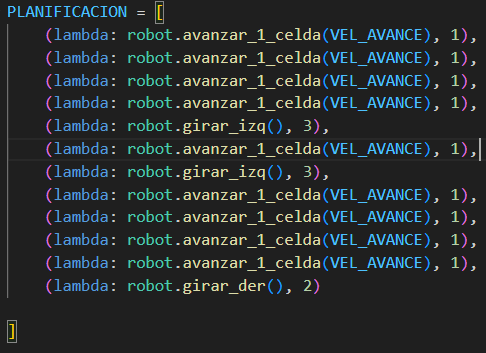 PLANIFICACION = [
    (lambda: robot.avanzar_1_celda(VEL_AVANCE), 1),
    (lambda: robot.avanzar_1_celda(VEL_AVANCE), 1),
    (lambda: robot.avanzar_1_celda(VEL_AVANCE), 1),
    (lambda: robot.avanzar_1_celda(VEL_AVANCE), 1),
    (lambda: robot.girar_izq(), 3),
    (lambda: robot.avanzar_1_celda(VEL_AVANCE), 1),
    (lambda: robot.girar_izq(), 3),
    (lambda: robot.avanzar_1_celda(VEL_AVANCE), 1),
    (lambda: robot.avanzar_1_celda(VEL_AVANCE), 1),
    (lambda: robot.avanzar_1_celda(VEL_AVANCE), 1),
    (lambda: robot.avanzar_1_celda(VEL_AVANCE), 1),
    (lambda: robot.girar_der(), 2)
]